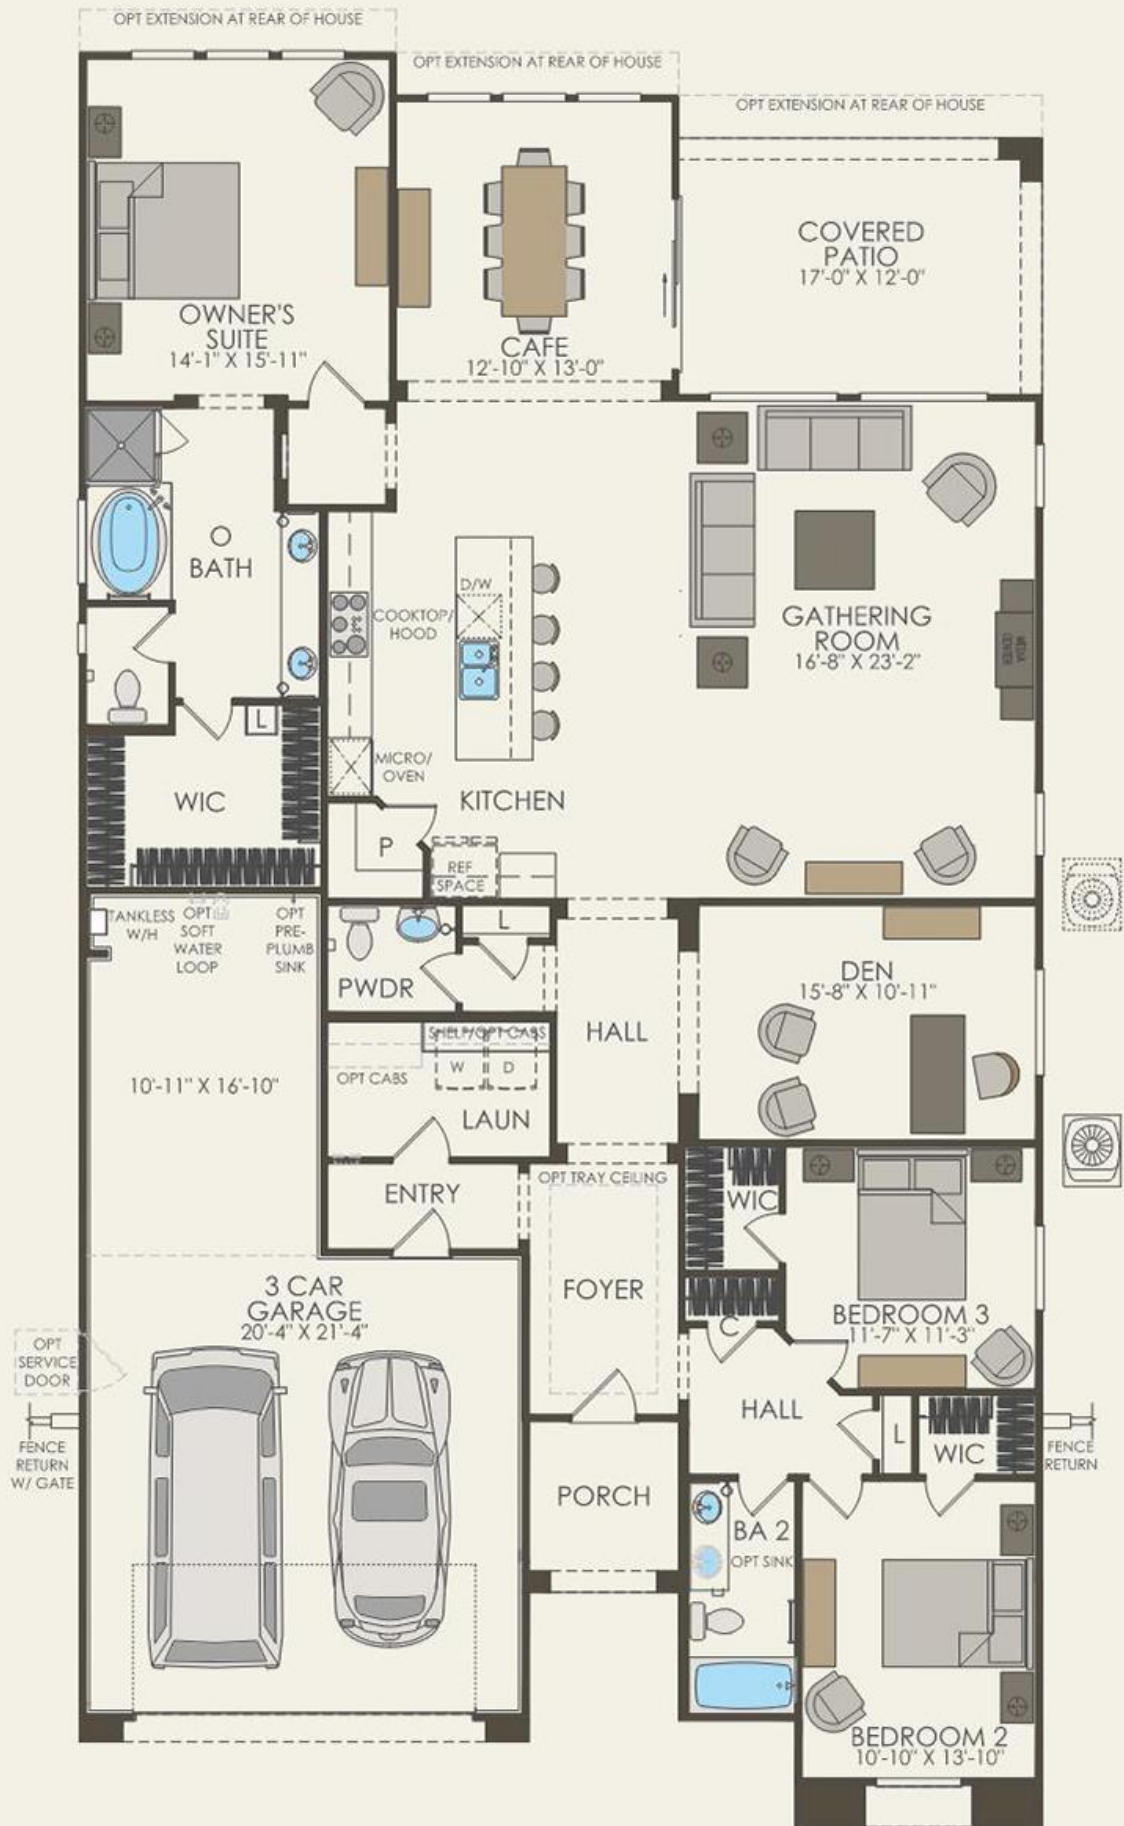 OPT EXTENSION AT REAR OF HOUSE
OPT EXTENSION AT REAR OF HOUSE
OPT EXTENSION AT REAR OF HOUSE
OWNER'S
SUITE
14'-1" X 15'-11"
CAFE
12'-10" X 13'-0"
COVERED
PATIO
17'-0" X 12'-0"
O
BATH
D/W
COOKTOP/
HOOD
MICRO/
OVEN
KITCHEN
GATHERING
ROOM
16'-8" X 23'-2"
MEDIA
CENTER
L
WIC
P
REF
SPACE
TANKLESS
W/H
OPT
SOFT
WATER
LOOP
OPT
PRE-
PLUMB
SINK
PWDR
L
HALL
DEN
15'-8" X 10'-11"
SHELF/OPT CABS
OPT CABS
W
D
LAUN
10'-11" X 16'-10"
ENTRY
OPT TRAY CEILING
FOYER
WIC
C
BEDROOM 3
11'-7" X 11'-3"
3 CAR
GARAGE
20'-4" X 21'-4"
OPT
SERVICE
DOOR
FENCE
RETURN
W/ GATE
HALL
L
WIC
FENCE
RETURN
PORCH
BA 2
OPT SINK
BEDROOM 2
10'-10" X 13'-10"